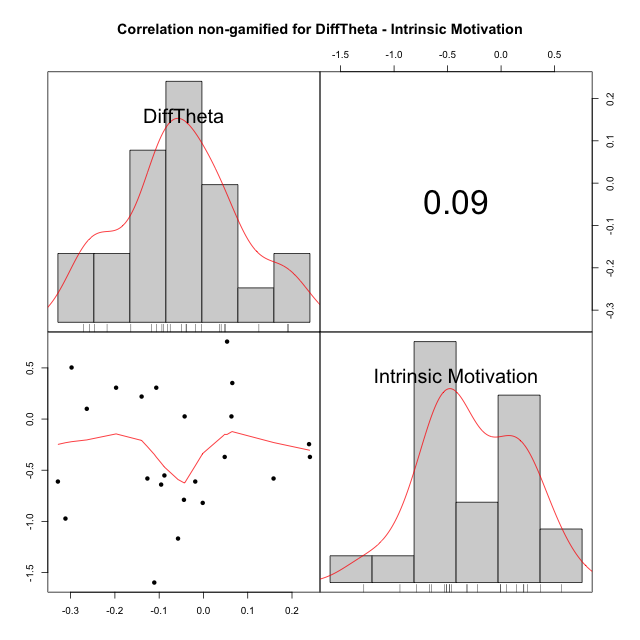 Correlation non-gamified for DiffTheta - Intrinsic Motivation
-1.5 -1.0 -0.5 0.0 0.5
DiffTheta
0.09
0.2
0.1
0.0
-0.1
-0.2
-0.3
Intrinsic Motivation
0.5
0.0
-0.5
-1.0
-1.5
-0.3 -0.2 -0.1 0.0 0.1 0.2